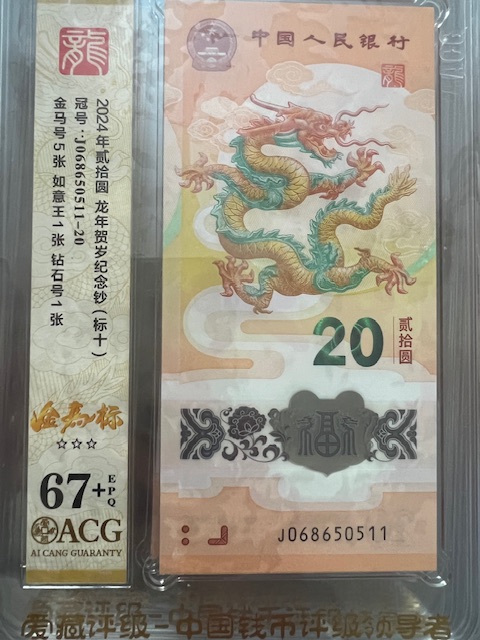 龍
2024年贰拾圆 龙年贺岁纪念钞（标十）
冠号：J068650511-20
金马号5张 如意王1张 钻石号1张
金马标
☆☆☆
67+EPQ
ACG
AI CANG GUARANTY
中国人民银行
龍
20
贰拾圆
福
J068650511
爱藏评级-中国钱币评级领导者